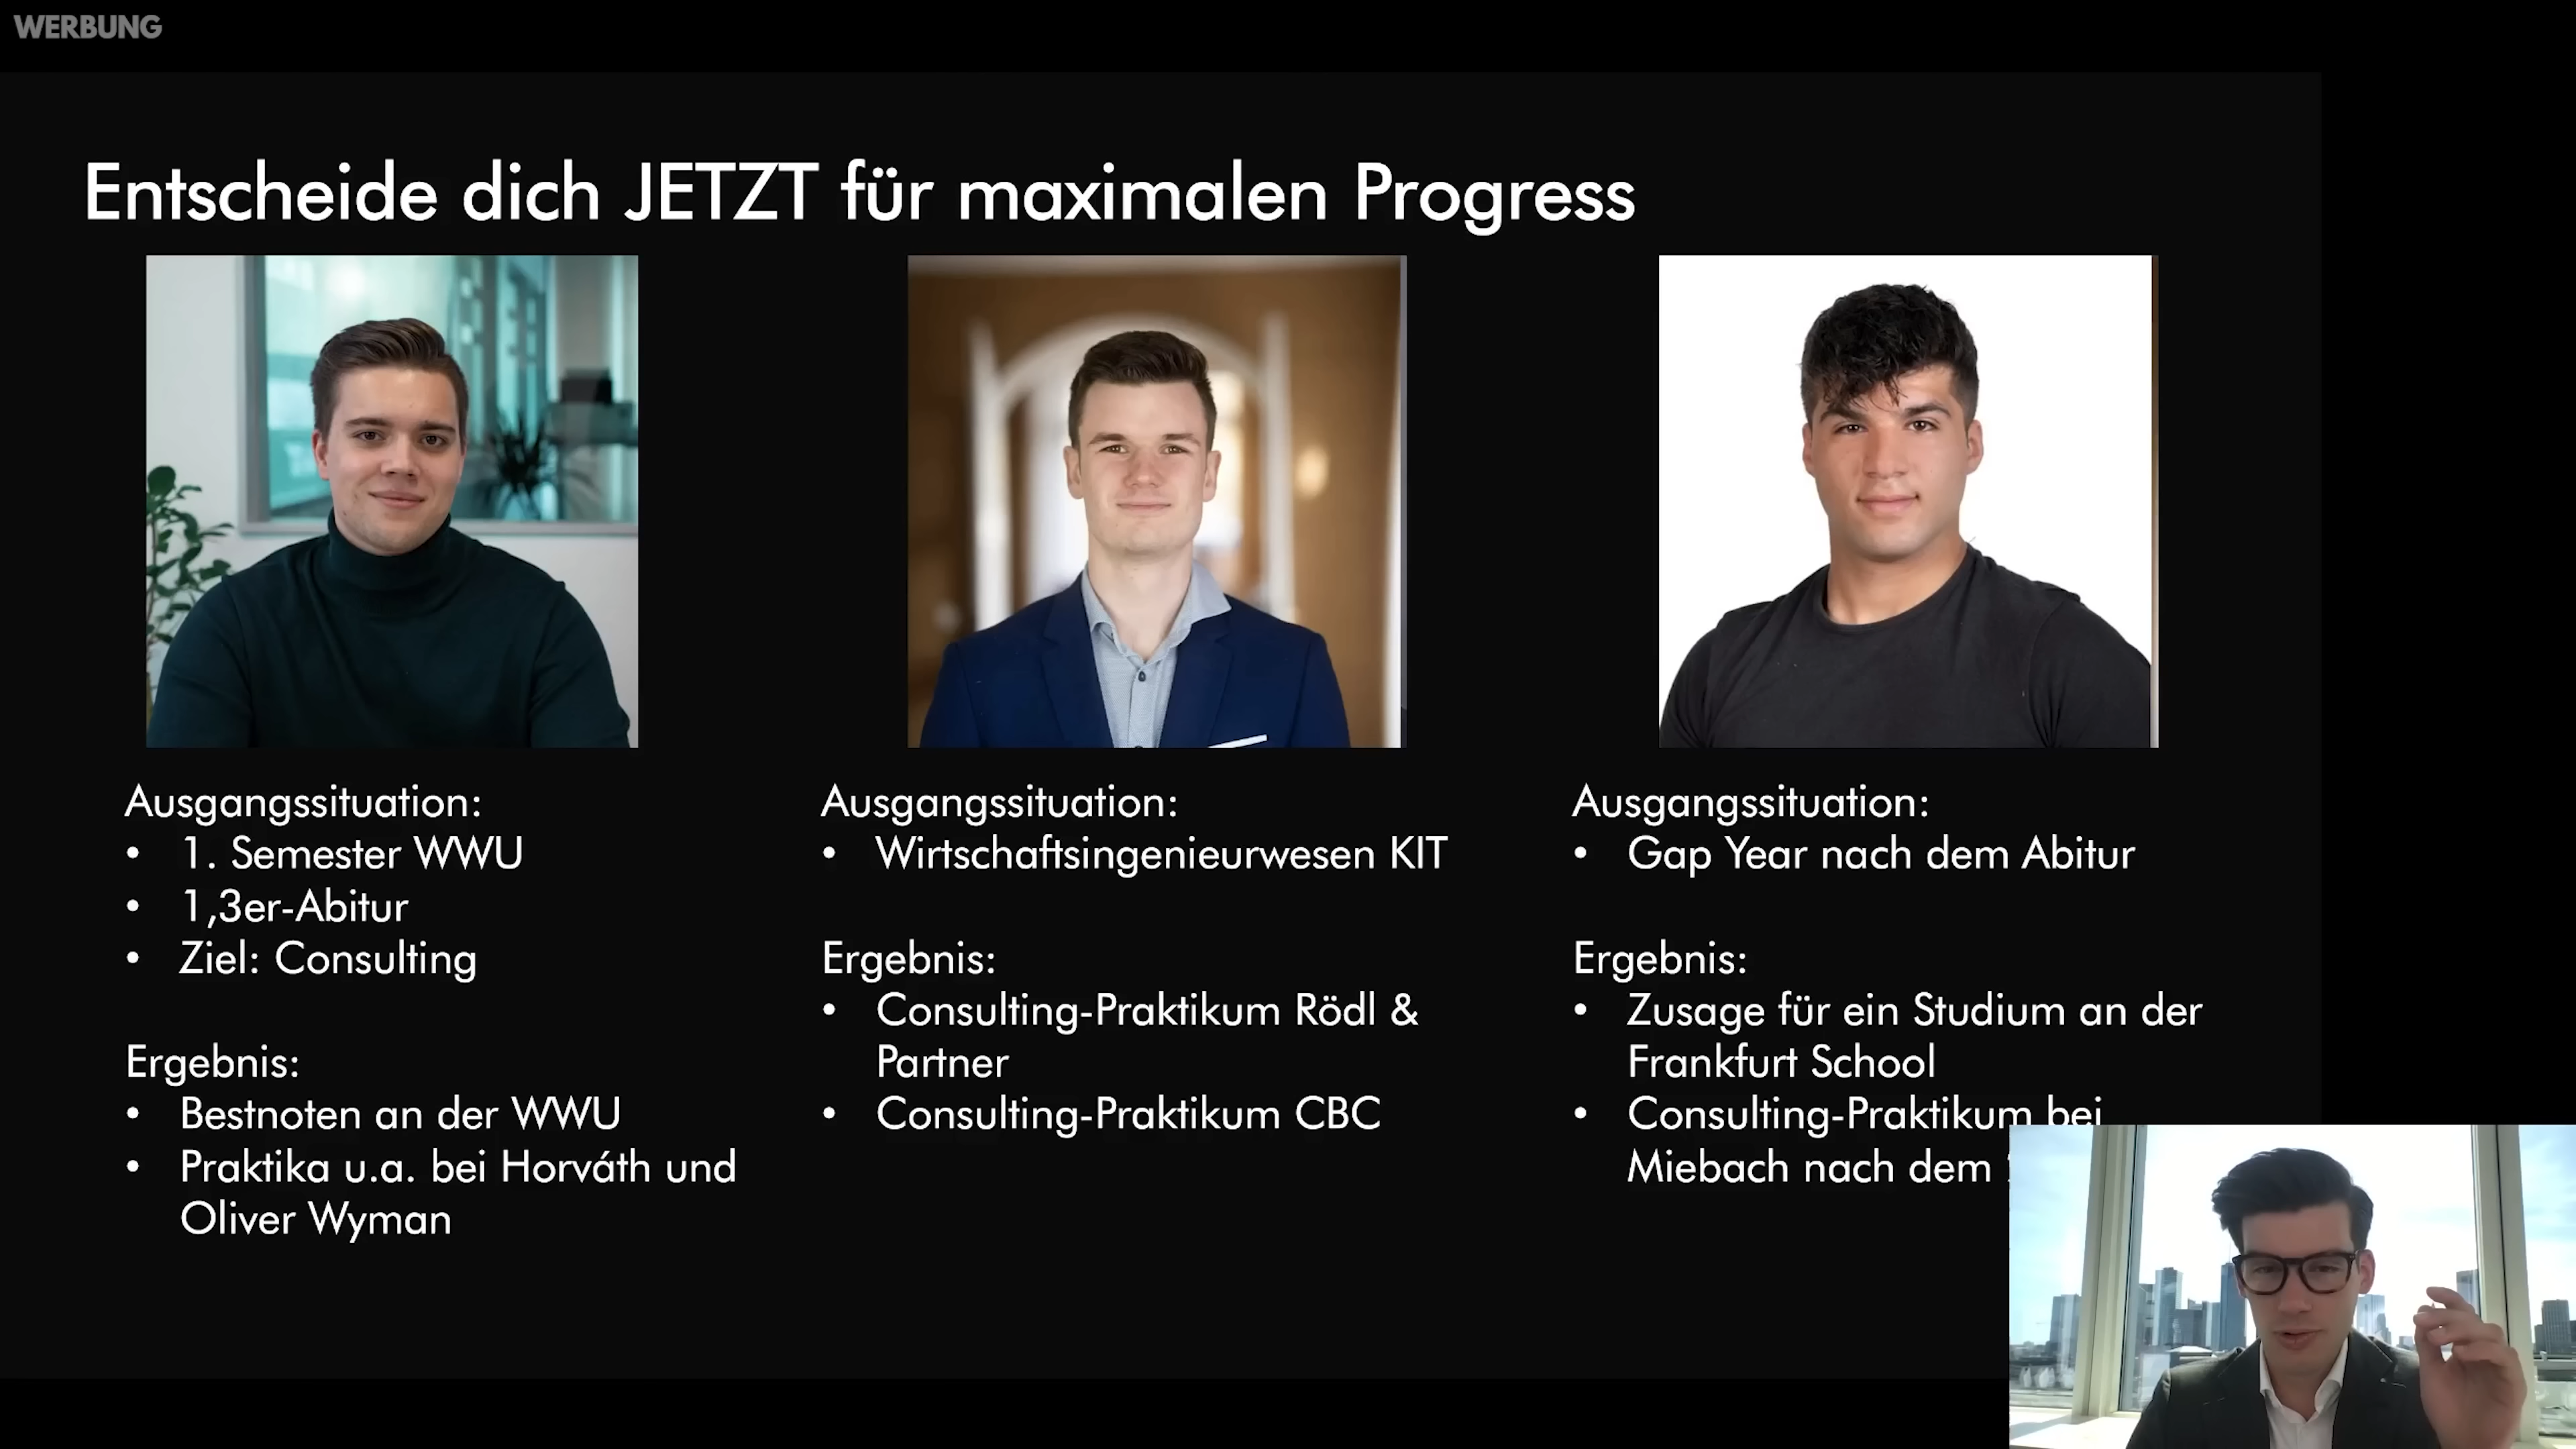 WERBUNG
Entscheide dich JETZT für maximalen Progress
Ausgangssituation:
• 1. Semester WWU
• 1,3er-Abitur
• Ziel: Consulting
Ergebnis:
• Bestnoten an der WWU
• Praktika u.a. bei Horváth und
Oliver Wyman
Ausgangssituation:
• Wirtschaftsingenieurwesen KIT
Ergebnis:
• Consulting-Praktikum Rödl &
Partner
• Consulting-Praktikum CBC
Ausgangssituation:
• Gap Year nach dem Abitur
Ergebnis:
• Zusage für ein Studium an der
Frankfurt School
• Consulting-Praktikum bei
Miebach nach dem